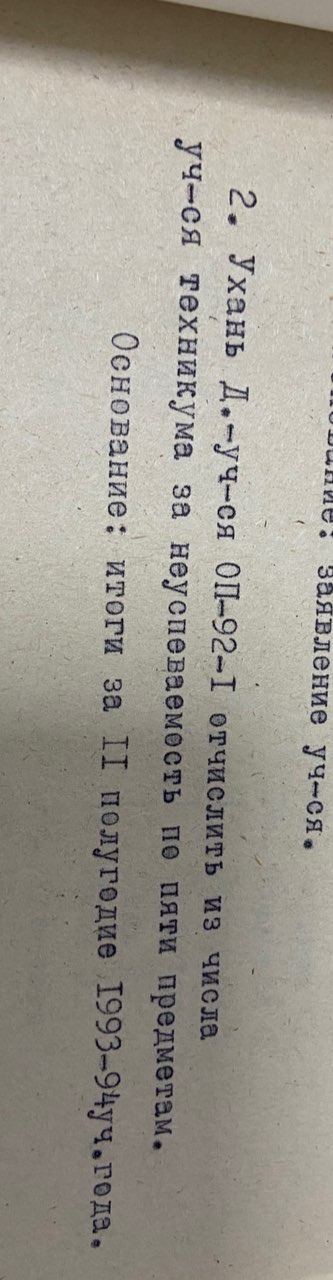 заявление уч-ся.
2. Ухань Д.-уч-ся ОП-92-I отчислить из числа
уч-ся техникума за неуспеваемость по пяти предметам.
Основание: итоги за II полугодие I993-94уч.года.